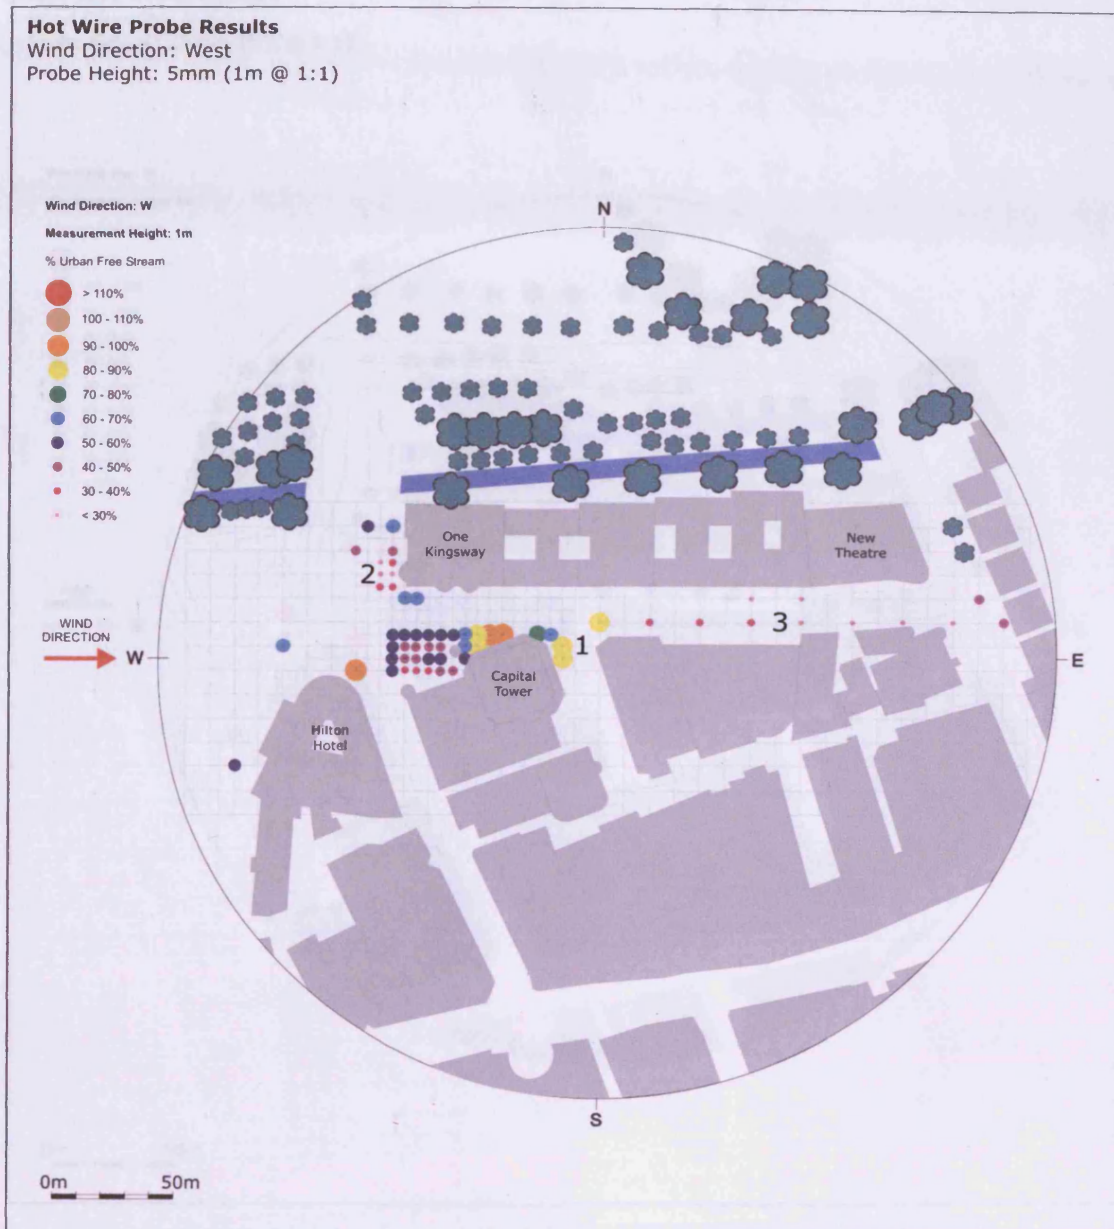 Hot Wire Probe Results
Wind Direction: West
Probe Height: 5mm (1m @ 1:1)
Wind Direction: W
Measurement Height: 1m
% Urban Free Stream
> 110%
100 - 110%
90 - 100%
80 - 90%
70 - 80%
60 - 70%
50 - 60%
40 - 50%
30 - 40%
< 30%
N
One
Kingsway
New
Theatre
2
3
1
WIND
DIRECTION
W
E
Capital
Tower
Hilton
Hotel
S
0m
50m